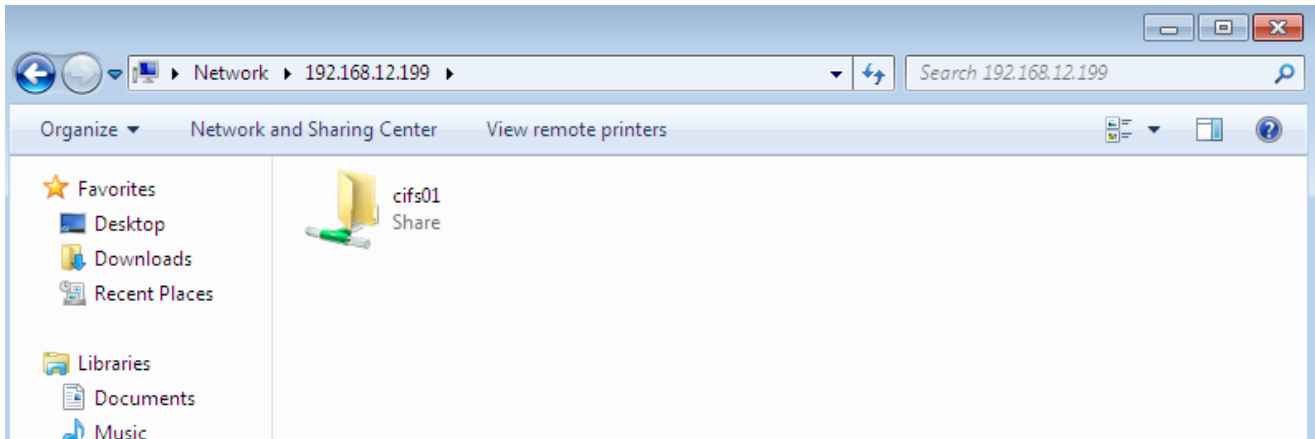 Network 192.168.12.199
Search 192.168.12.199
Organize
Network and Sharing Center
View remote printers
Favorites
Desktop
Downloads
Recent Places
Libraries
Documents
Music
cifs01
Share